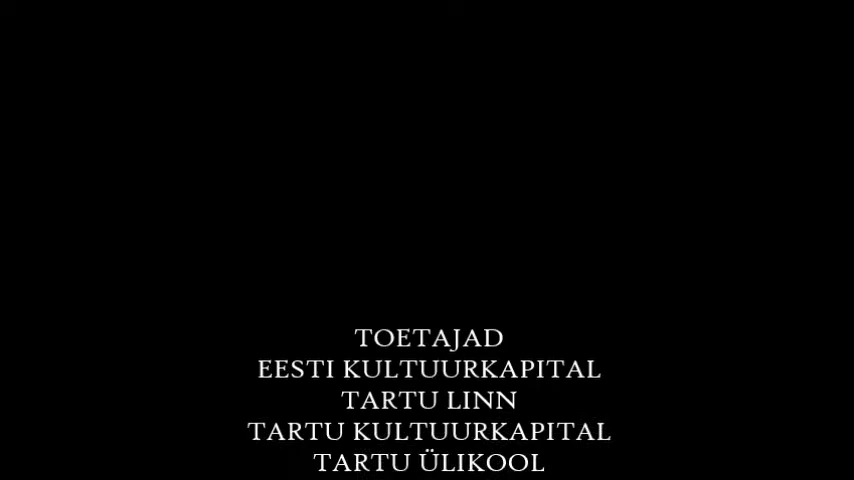 TOETAJAD
EESTI KULTUURKAPITAL
TARTU LINN
TARTU KULTUURKAPITAL
TARTU ÜLIKOOL